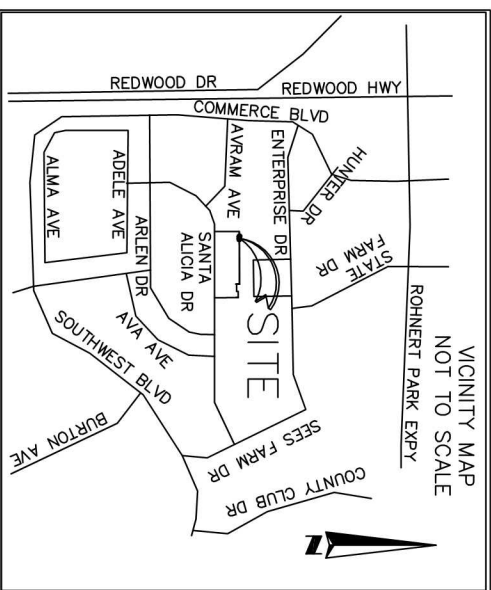 VICINITY MAP
NOT TO SCALE
REDWOOD DR
REDWOOD HWY
COMMERCE BLVD
ROHNERT PARK EXPY
HUNTER DR
STATE
FARM DR
ENTERPRISE DR
AVRAM AVE
SANTA
ALICIA DR
SITE
ARLEN DR
ADELE AVE
ALMA AVE
AVA AVE
SOUTHWEST BLVD
BURTON AVE
SEES FARM DR
COUNTY CLUB DR
N